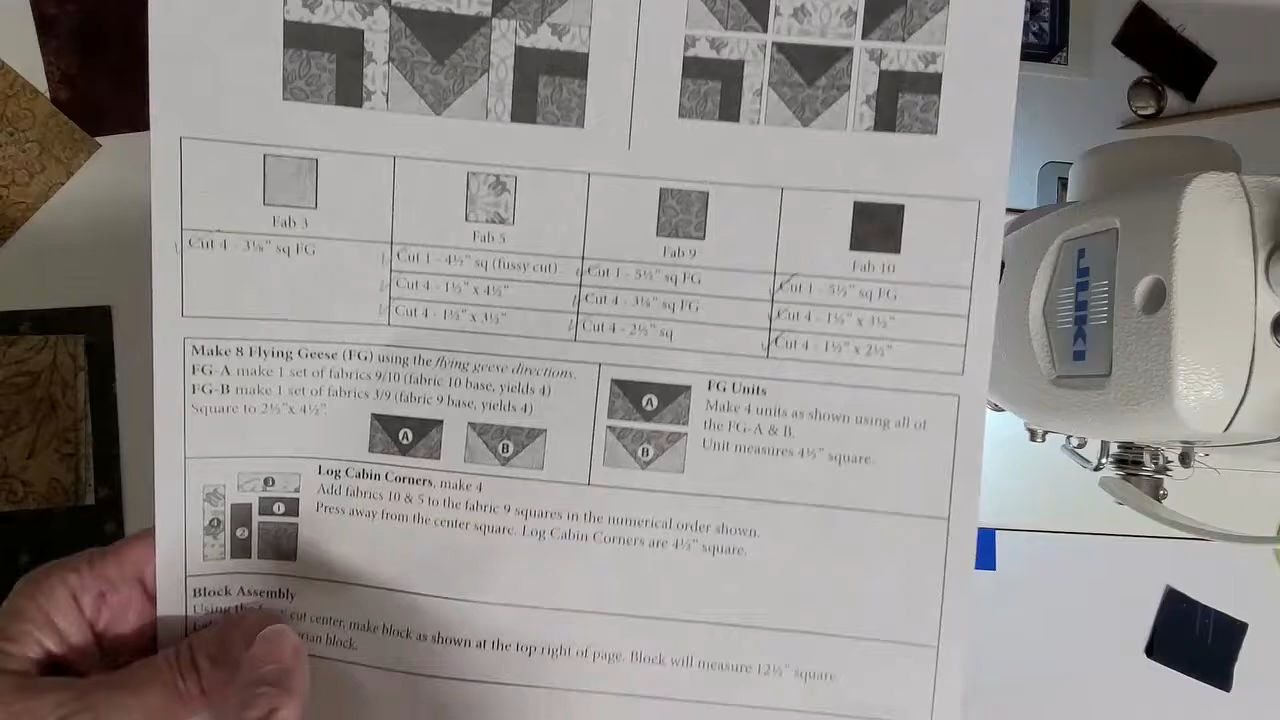 Fab 3
Fab 5
Fab 9
Fab 10
Cut 4 - 3⅛" sq FG
Cut 1 - 4½" sq (fussy cut)
Cut 4 - 1½" x 4½"
Cut 4 - 1½" x 3½"
Cut 1 - 5½" sq FG
Cut 4 - 3⅛" sq FG
Cut 4 - 2½" sq
Cut 1 - 5½" sq FG
Cut 4 - 1½" x 3½"
Cut 4 - 1½" x 2½"
Make 8 Flying Geese (FG) using the flying geese directions.
FG-A make 1 set of fabrics 9/10 (fabric 10 base, yields 4)
FG-B make 1 set of fabrics 3/9 (fabric 9 base, yields 4)
Square to 2½" x 4½".
A
B
A
B
FG Units
Make 4 units as shown using all of
the FG-A & B.
Unit measures 4½" square.
3
4
2
1
Log Cabin Corners, make 4
Add fabrics 10 & 5 to the fabric 9 squares in the numerical order shown.
Press away from the center square. Log Cabin Corners are 4½" square.
Block Assembly
Using the cut center, make block as shown at the top right of page. Block will measure 12½" square
block.
JUKI